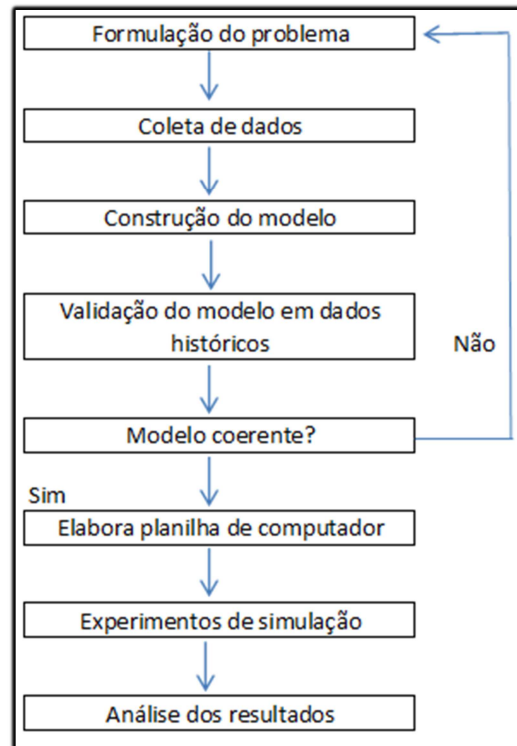 Formulação do problema
Coleta de dados
Construção do modelo
Validação do modelo em dados
históricos
Não
Modelo coerente?
Sim
Elabora planilha de computador
Experimentos de simulação
Análise dos resultados